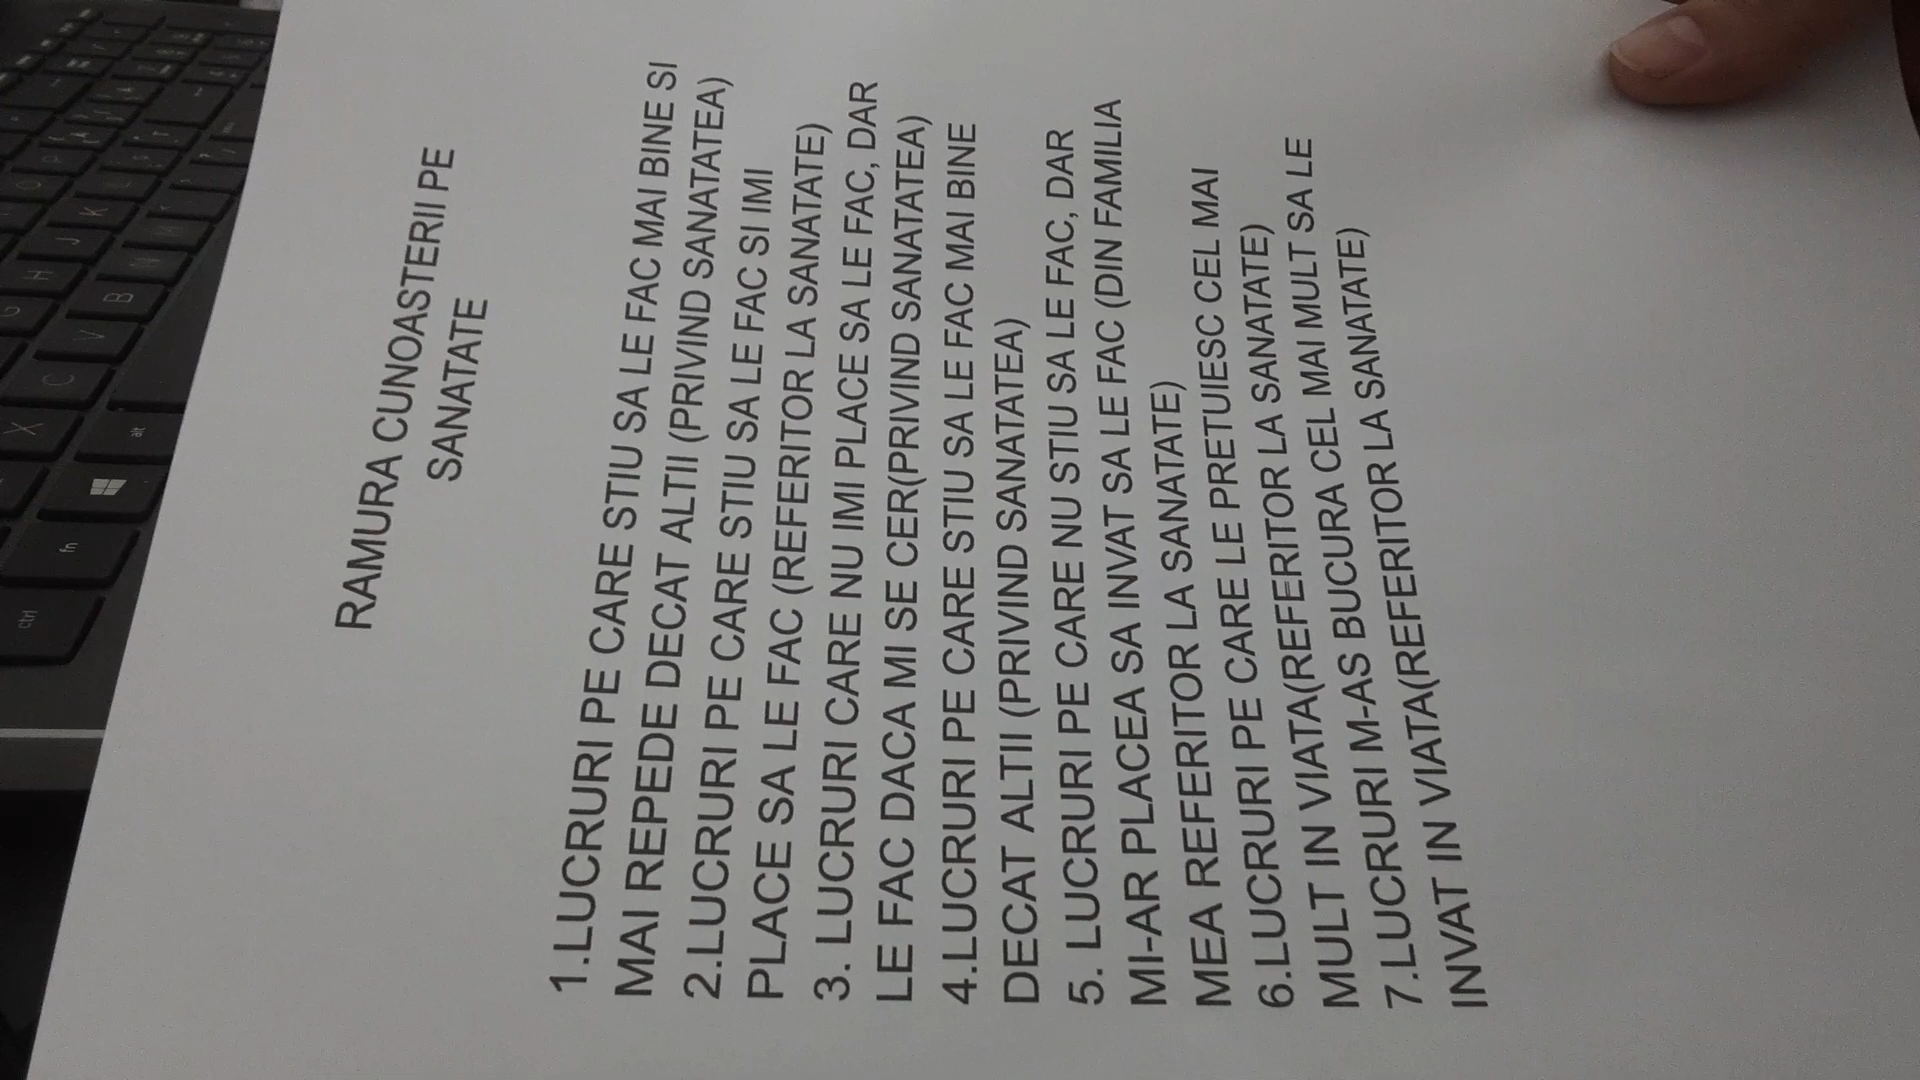 RAMURA CUNOASTERII PE
SANATATE
1.LUCRURI PE CARE STIU SA LE FAC MAI BINE SI
MAI REPEDE DECAT ALTII (PRIVIND SANATATEA)
2.LUCRURI PE CARE STIU SA LE FAC SI IMI
PLACE SA LE FAC (REFERITOR LA SANATATE)
3. LUCRURI CARE NU IMI PLACE SA LE FAC, DAR
LE FAC DACA MI SE CER(PRIVIND SANATATEA)
4.LUCRURI PE CARE STIU SA LE FAC MAI BINE
DECAT ALTII (PRIVIND SANATATEA)
5. LUCRURI PE CARE NU STIU SA LE FAC, DAR
MI-AR PLACEA SA INVAT SA LE FAC (DIN FAMILIA
MEA REFERITOR LA SANATATE)
6.LUCRURI PE CARE LE PRETUIESC CEL MAI
MULT IN VIATA(REFERITOR LA SANATATE)
7.LUCRURI M-AS BUCURA CEL MAI MULT SA LE
INVAT IN VIATA(REFERITOR LA SANATATE)
ctrl
fn
alt
X
C
V
B
H
J
K